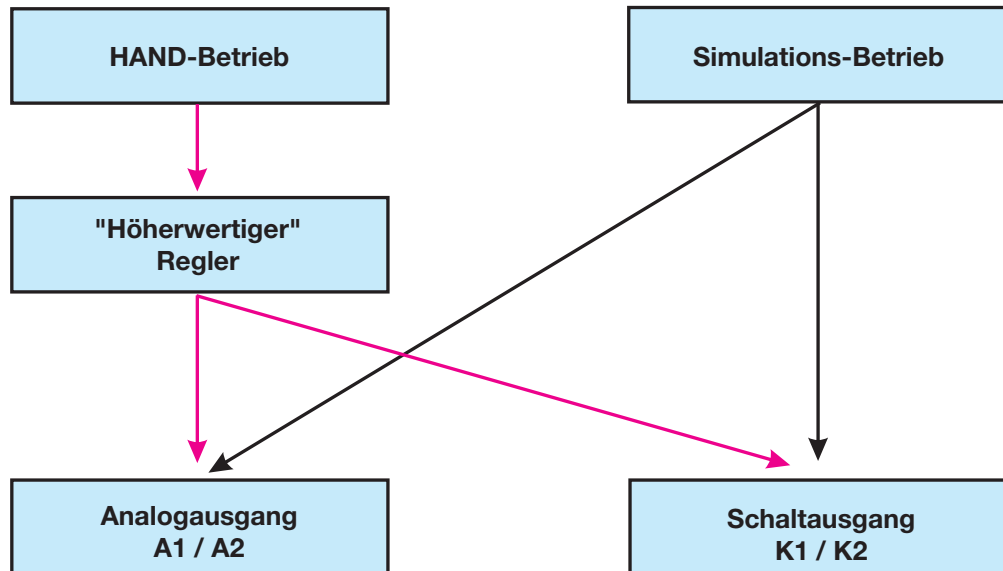 HAND-Betrieb
Simulations-Betrieb
"Höherwertiger"
Regler
Analogausgang
A1 / A2
Schaltausgang
K1 / K2